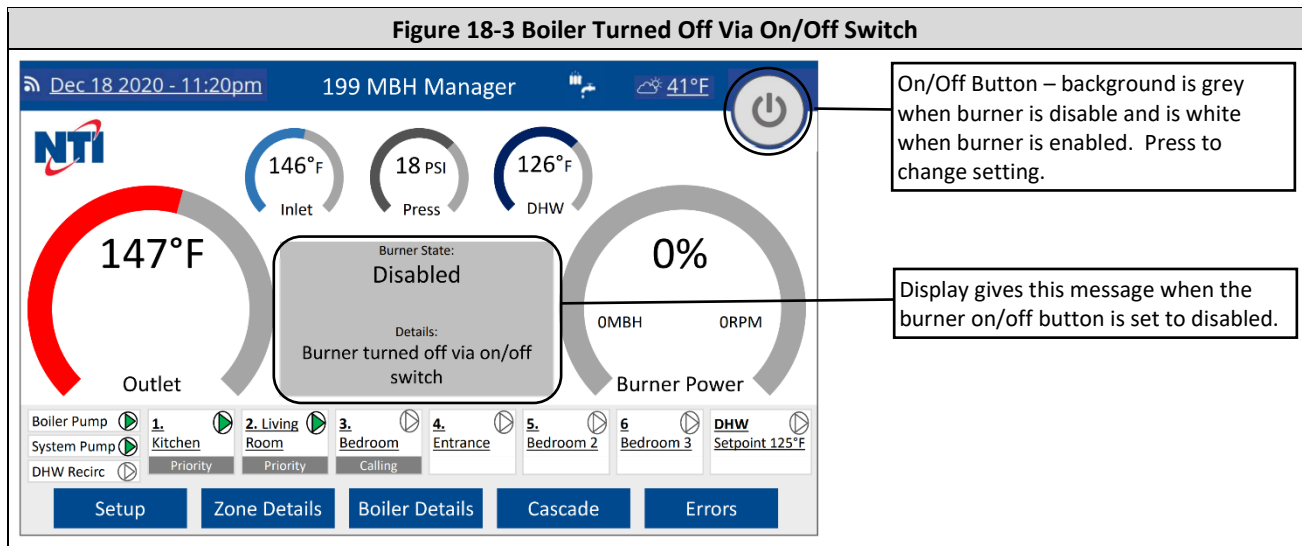 Figure 18-3 Boiler Turned Off Via On/Off Switch
Dec 18 2020 - 11:20pm
199 MBH Manager
41°F
On/Off Button – background is grey
when burner is disable and is white
when burner is enabled. Press to
change setting.
NTI
146°F
Inlet
18 PSI
Press
126°F
DHW
147°F
Outlet
Burner State:
Disabled
Details:
Burner turned off via on/off
switch
0%
0MBH
0RPM
Burner Power
Display gives this message when the
burner on/off button is set to disabled.
Boiler Pump
System Pump
DHW Recirc
1.
Kitchen
Priority
2. Living
Room
Priority
3.
Bedroom
Calling
4.
Entrance
5.
Bedroom 2
6
Bedroom 3
DHW
Setpoint 125°F
Setup
Zone Details
Boiler Details
Cascade
Errors